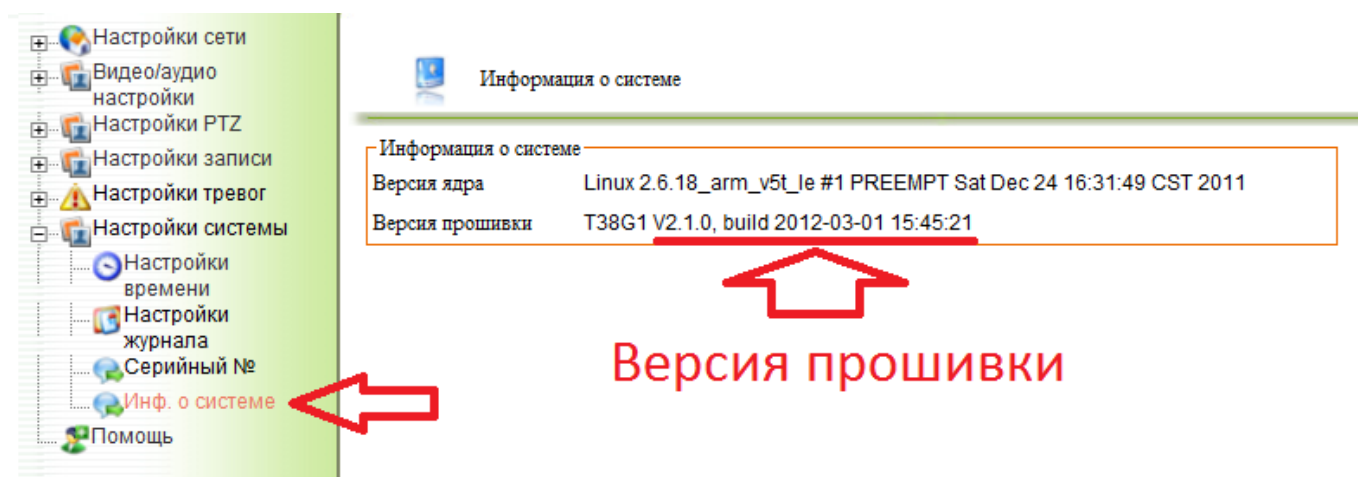 Настройки сети
Видео/аудио
настройки
Настройки PTZ
Настройки записи
Настройки тревог
Настройки системы
Настройки
времени
Настройки
журнала
Серийный №
Инф. о системе
Помощь
Информация о системе
Информация о системе
Версия ядра Linux 2.6.18_arm_v5t_le #1 PREEMPT Sat Dec 24 16:31:49 CST 2011
Версия прошивки T38G1 V2.1.0, build 2012-03-01 15:45:21
Версия прошивки